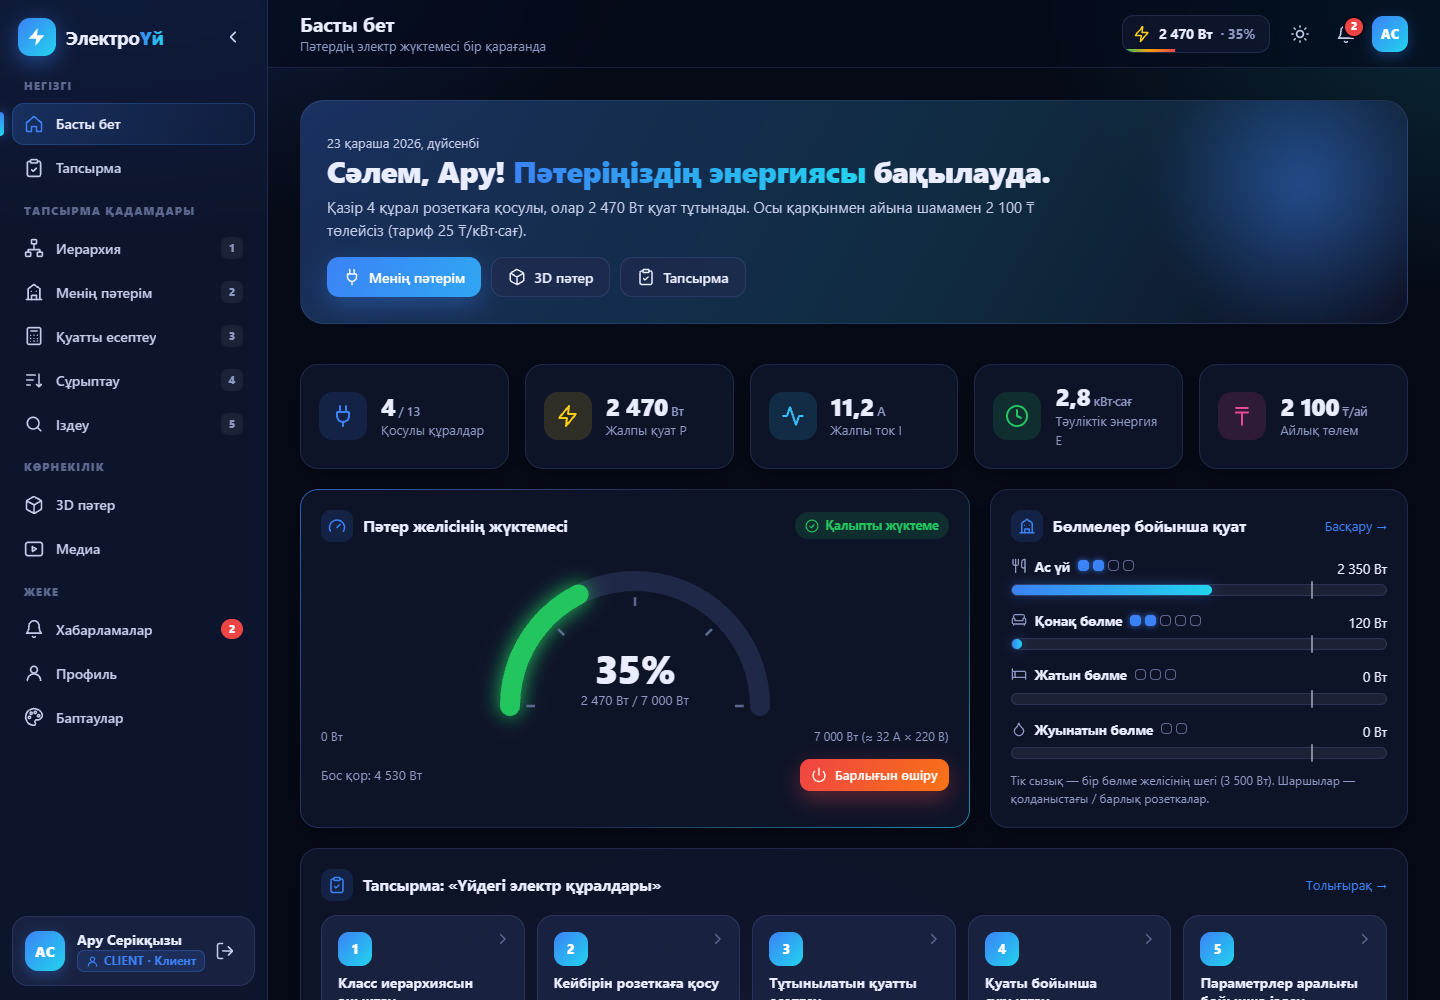 ЭлектроҮй
НЕГІЗГІ
Басты бет
Тапсырма
ТАПСЫРМА ҚАДАМДАРЫ
Иерархия 1
Менің пәтерім 2
Қуатты есептеу 3
Сұрыптау 4
Іздеу 5
КӨРНЕКІЛІК
3D пәтер
Медиа
ЖЕКЕ
Хабарламалар 2
Профиль
Баптаулар
АС
Ару Серікқызы
CLIENT · Клиент
Басты бет
Пәтердің электр жүктемесі бір қарағанда
2 470 Вт · 35%
2
АС
23 қараша 2026, дүйсенбі
Сәлем, Ару! Пәтеріңіздің энергиясы бақылауда.
Қазір 4 құрал розеткаға қосулы, олар 2 470 Вт қуат тұтынады. Осы қарқынмен айына шамамен 2 100 ₸
төлейсіз (тариф 25 ₸/кВт·сағ).
Менің пәтерім
3D пәтер
Тапсырма
4 / 13
Қосулы құралдар
2 470 Вт
Жалпы қуат P
11,2 А
Жалпы ток I
2,8 кВт·сағ
Тәуліктік энергия
E
₸
2 100 ₸/ай
Айлық төлем
Пәтер желісінің жүктемесі
Қалыпты жүктеме
35%
2 470 Вт / 7 000 Вт
0 Вт
7 000 Вт (≈ 32 А × 220 В)
Бос қор: 4 530 Вт
Барлығын өшіру
Бөлмелер бойынша қуат
Басқару →
Ас үй 2 350 Вт
Қонақ бөлме 120 Вт
Жатын бөлме 0 Вт
Жуынатын бөлме 0 Вт
Тік сызық — бір бөлме желісінің шегі (3 500 Вт). Шаршылар —
қолданыстағы / барлық розеткалар.
Тапсырма: «Үйдегі электр құралдары»
Толығырақ →
1
Класс иерархиясын
2
Кейбірін розеткаға қосу
3
Тұтынылатын қуатты
4
Қуаты бойынша
5
Параметрлер аралығы